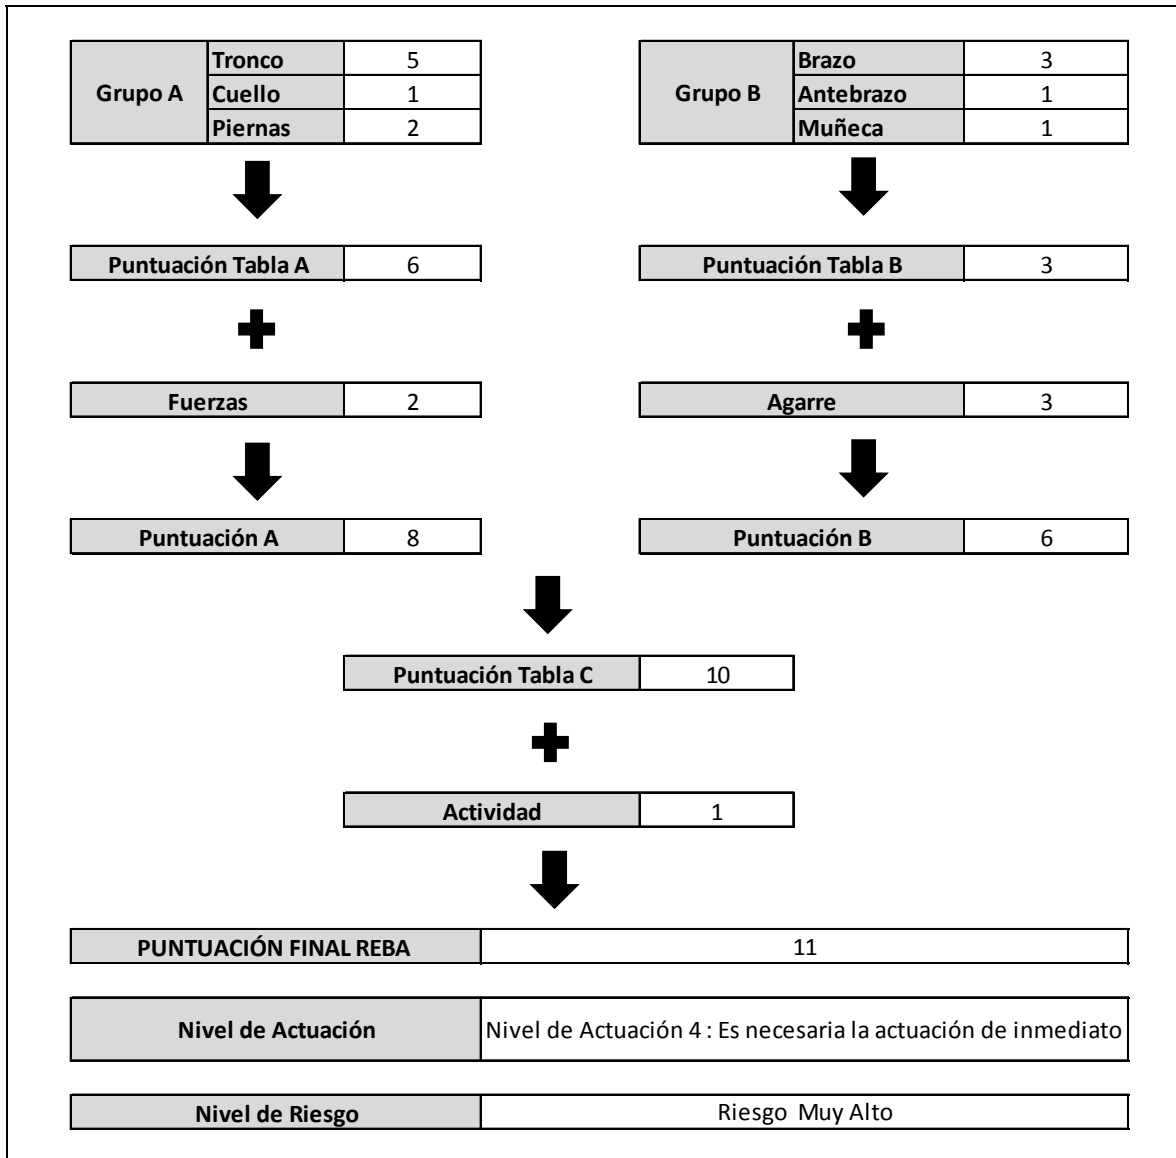 Grupo A
Tronco 5
Cuello 1
Piernas 2
Grupo B
Brazo 3
Antebrazo 1
Muñeca 1
Puntuación Tabla A 6
Puntuación Tabla B 3
Fuerzas 2
Agarre 3
Puntuación A 8
Puntuación B 6
Puntuación Tabla C 10
Actividad 1
PUNTUACIÓN FINAL REBA 11
Nivel de Actuación Nivel de Actuación 4 : Es necesaria la actuación de inmediato
Nivel de Riesgo Riesgo Muy Alto